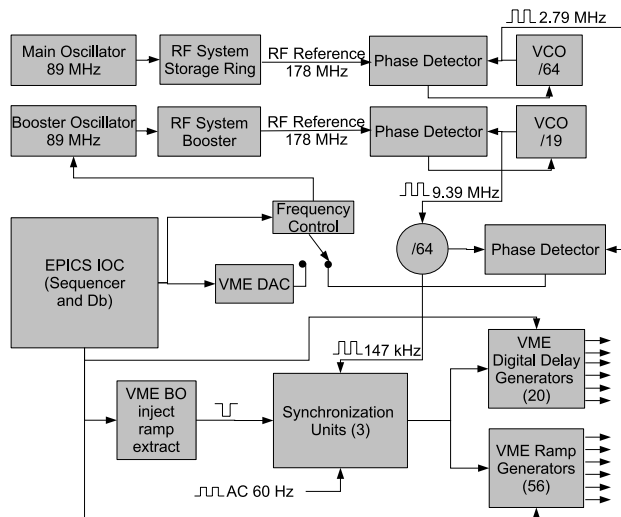 2.79 MHz
Main Oscillator
89 MHz
RF System
Storage Ring
RF Reference
178 MHz
Phase Detector
VCO
/64
Booster Oscillator
89 MHz
RF System
Booster
RF Reference
178 MHz
Phase Detector
VCO
/19
9.39 MHz
Frequency
Control
/64
Phase Detector
EPICS IOC
(Sequencer
and Db)
VME DAC
147 kHz
VME
Digital Delay
Generators
(20)
VME BO
inject
ramp
extract
Synchronization
Units (3)
VME Ramp
Generators
(56)
AC 60 Hz